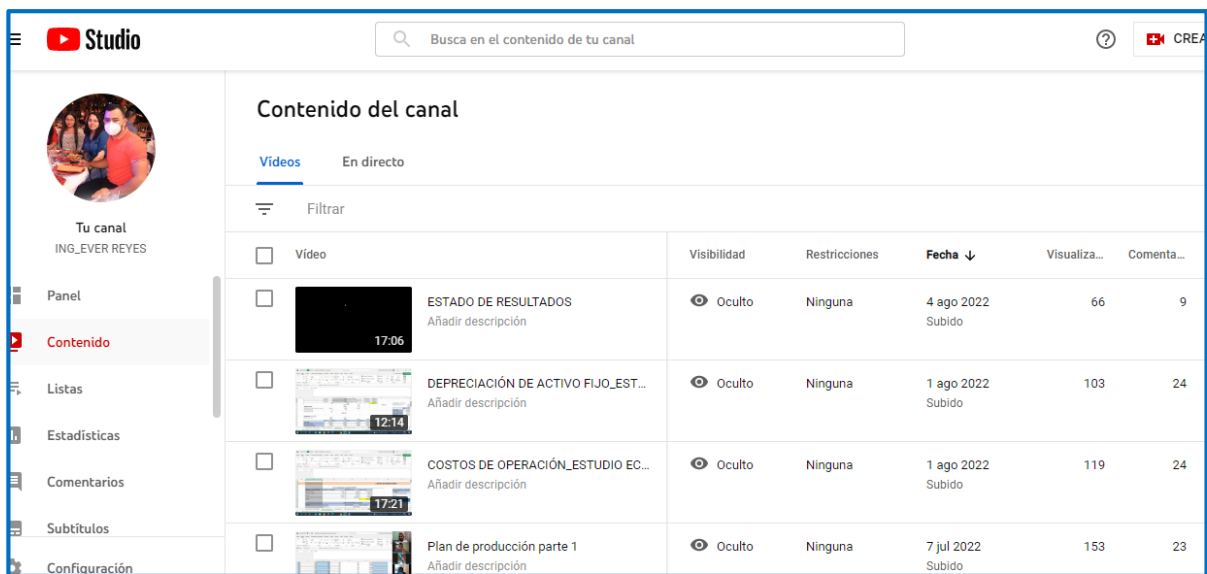 Studio
Busca en el contenido de tu canal
CREA
Contenido del canal
Vídeos En directo
Filtrar
Tu canal
ING_EVER REYES
Panel
Contenido
Listas
Estadísticas
Comentarios
Subtítulos
Configuración
Vídeo Visibilidad Restricciones Fecha ↓ Visualiza... Comenta...
ESTADO DE RESULTADOS Oculto Ninguna 4 ago 2022 66 9
Añadir descripción Subido
17:06
DEPRECIACIÓN DE ACTIVO FIJO_EST... Oculto Ninguna 1 ago 2022 103 24
Añadir descripción Subido
12:14
COSTOS DE OPERACIÓN_ESTUDIO EC... Oculto Ninguna 1 ago 2022 119 24
Añadir descripción Subido
17:21
Plan de producción parte 1 Oculto Ninguna 7 jul 2022 153 23
Añadir descripción Subido